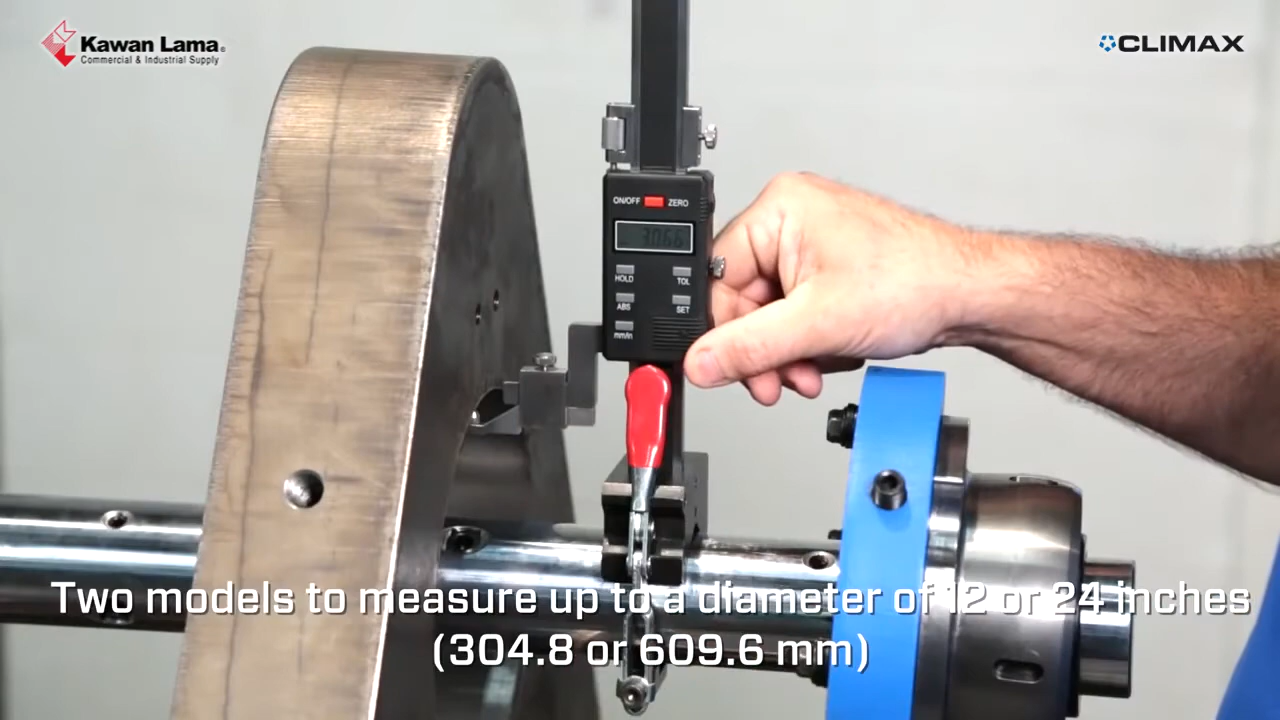 Kawan Lama
Commercial & Industrial Supply
CLIMAX
ON/OFF ZERO
HOLD TOL
ABS SET
mm/in
Two models to measure up to a diameter of 12 or 24 inches
(304.8 or 609.6 mm)